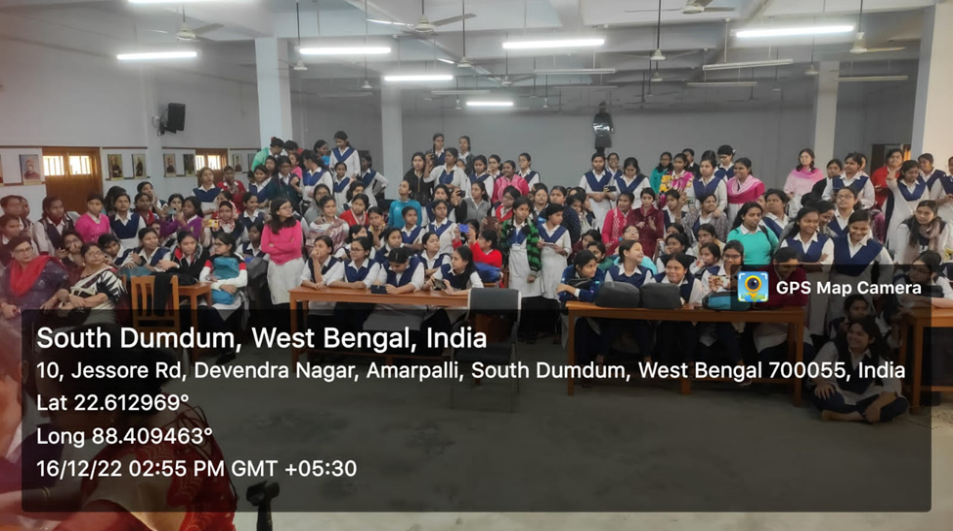 GPS Map Camera
South Dumdum, West Bengal, India
10, Jessore Rd, Devendra Nagar, Amarpalli, South Dumdum, West Bengal 700055, India
Lat 22.612969°
Long 88.409463°
16/12/22 02:55 PM GMT +05:30